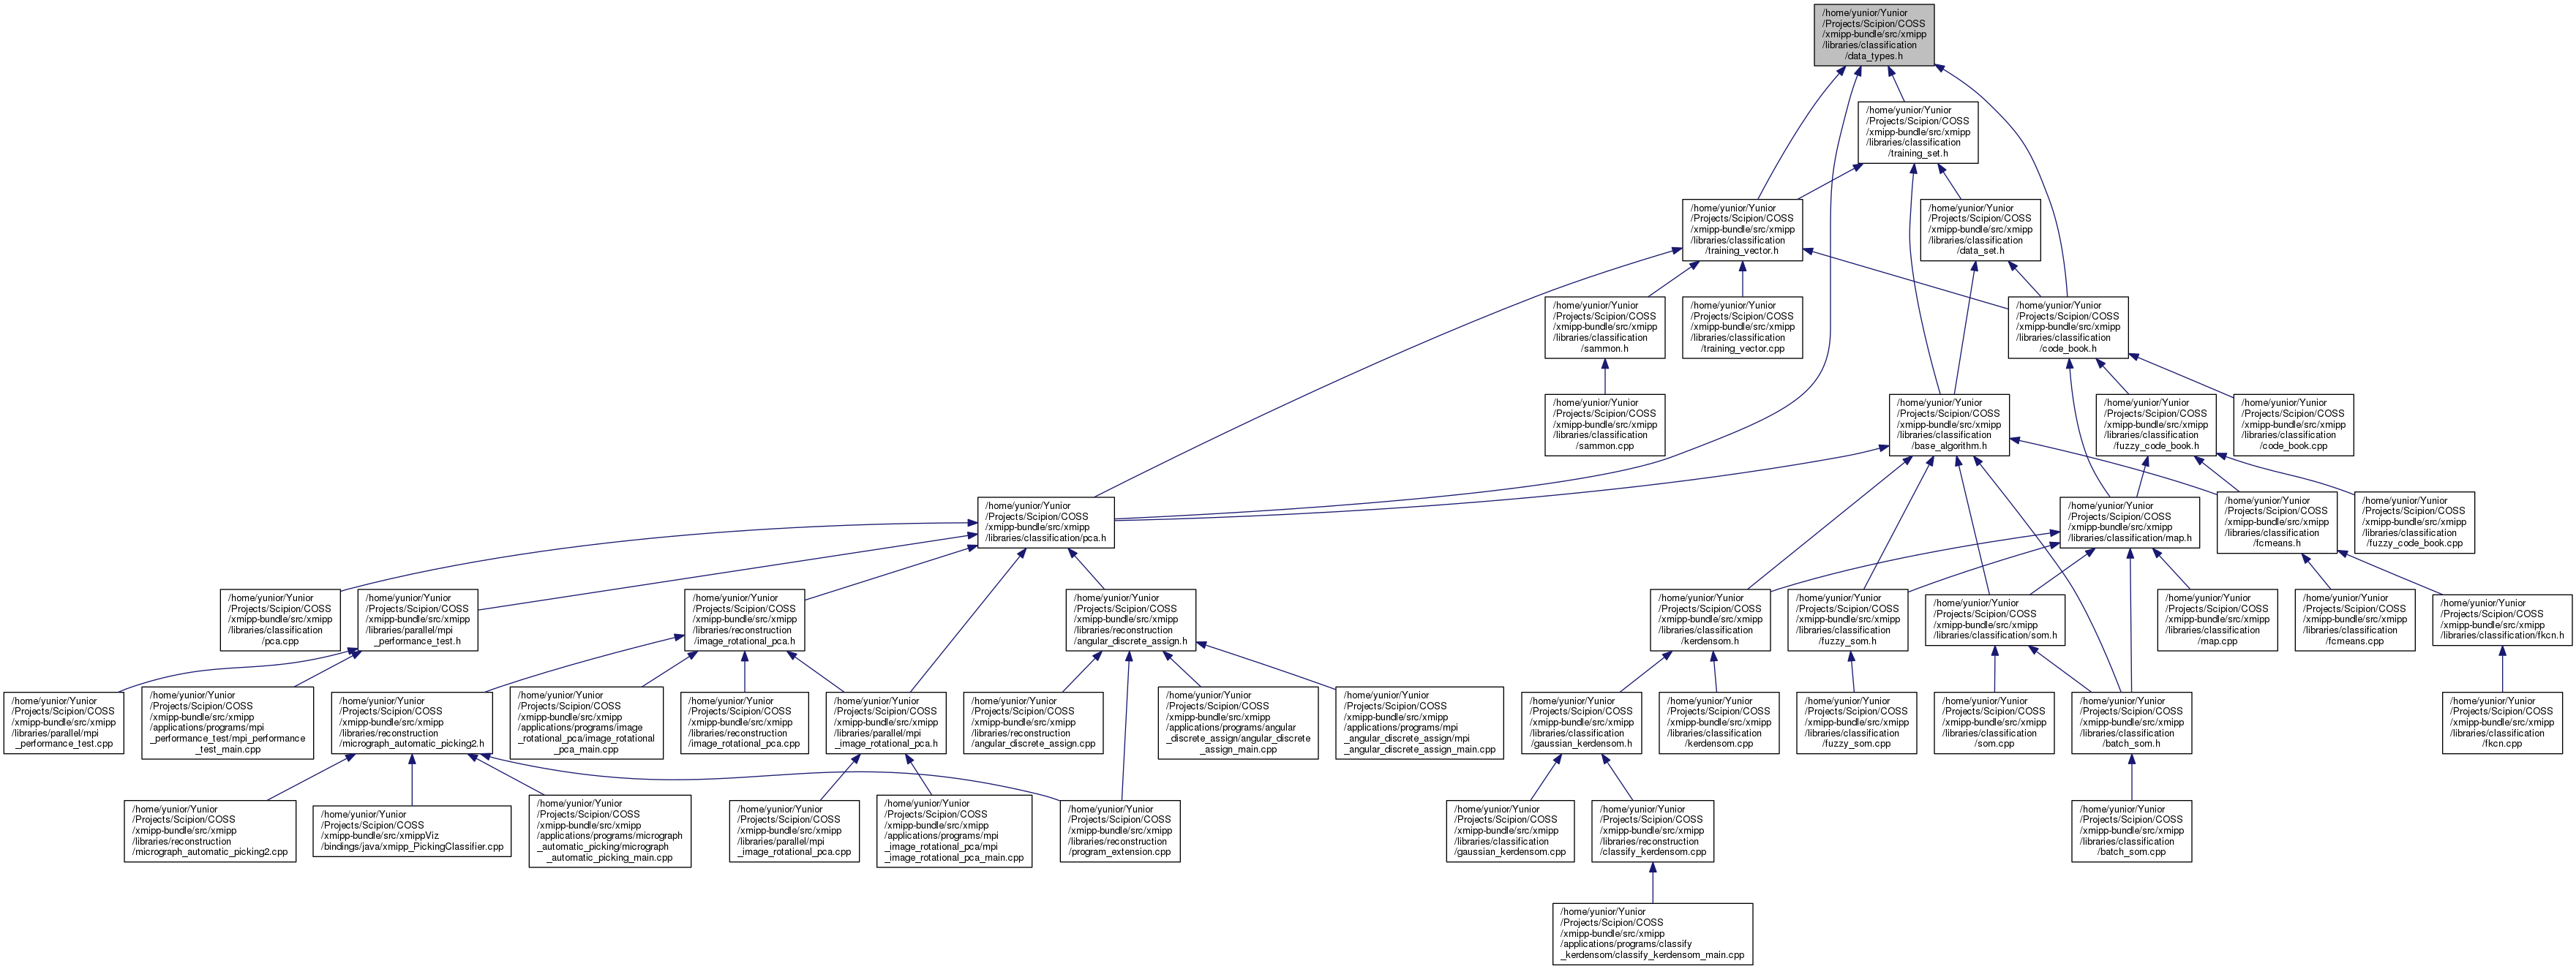 /home/yunior/Yunior
/Projects/Scipion/COSS
/xmipp-bundle/src/xmipp
/libraries/classification
/data_types.h
/home/yunior/Yunior
/Projects/Scipion/COSS
/xmipp-bundle/src/xmipp
/libraries/classification
/training_set.h
/home/yunior/Yunior
/Projects/Scipion/COSS
/xmipp-bundle/src/xmipp
/libraries/classification
/training_vector.h
/home/yunior/Yunior
/Projects/Scipion/COSS
/xmipp-bundle/src/xmipp
/libraries/classification
/data_set.h
/home/yunior/Yunior
/Projects/Scipion/COSS
/xmipp-bundle/src/xmipp
/libraries/classification
/sammon.h
/home/yunior/Yunior
/Projects/Scipion/COSS
/xmipp-bundle/src/xmipp
/libraries/classification
/training_vector.cpp
/home/yunior/Yunior
/Projects/Scipion/COSS
/xmipp-bundle/src/xmipp
/libraries/classification
/code_book.h
/home/yunior/Yunior
/Projects/Scipion/COSS
/xmipp-bundle/src/xmipp
/libraries/classification
/sammon.cpp
/home/yunior/Yunior
/Projects/Scipion/COSS
/xmipp-bundle/src/xmipp
/libraries/classification
/base_algorithm.h
/home/yunior/Yunior
/Projects/Scipion/COSS
/xmipp-bundle/src/xmipp
/libraries/classification
/fuzzy_code_book.h
/home/yunior/Yunior
/Projects/Scipion/COSS
/xmipp-bundle/src/xmipp
/libraries/classification
/code_book.cpp
/home/yunior/Yunior
/Projects/Scipion/COSS
/xmipp-bundle/src/xmipp
/libraries/classification/pca.h
/home/yunior/Yunior
/Projects/Scipion/COSS
/xmipp-bundle/src/xmipp
/libraries/classification/map.h
/home/yunior/Yunior
/Projects/Scipion/COSS
/xmipp-bundle/src/xmipp
/libraries/classification
/fcmeans.h
/home/yunior/Yunior
/Projects/Scipion/COSS
/xmipp-bundle/src/xmipp
/libraries/classification
/fuzzy_code_book.cpp
/home/yunior/Yunior
/Projects/Scipion/COSS
/xmipp-bundle/src/xmipp
/libraries/classification
/pca.cpp
/home/yunior/Yunior
/Projects/Scipion/COSS
/xmipp-bundle/src/xmipp
/libraries/parallel/mpi
_performance_test.h
/home/yunior/Yunior
/Projects/Scipion/COSS
/xmipp-bundle/src/xmipp
/libraries/reconstruction
/image_rotational_pca.h
/home/yunior/Yunior
/Projects/Scipion/COSS
/xmipp-bundle/src/xmipp
/libraries/reconstruction
/angular_discrete_assign.h
/home/yunior/Yunior
/Projects/Scipion/COSS
/xmipp-bundle/src/xmipp
/libraries/classification
/kerdensom.h
/home/yunior/Yunior
/Projects/Scipion/COSS
/xmipp-bundle/src/xmipp
/libraries/classification
/fuzzy_som.h
/home/yunior/Yunior
/Projects/Scipion/COSS
/xmipp-bundle/src/xmipp
/libraries/classification/som.h
/home/yunior/Yunior
/Projects/Scipion/COSS
/xmipp-bundle/src/xmipp
/libraries/classification
/map.cpp
/home/yunior/Yunior
/Projects/Scipion/COSS
/xmipp-bundle/src/xmipp
/libraries/classification
/fcmeans.cpp
/home/yunior/Yunior
/Projects/Scipion/COSS
/xmipp-bundle/src/xmipp
/libraries/classification/fkcn.h
/home/yunior/Yunior
/Projects/Scipion/COSS
/xmipp-bundle/src/xmipp
/libraries/parallel/mpi
_performance_test.cpp
/home/yunior/Yunior
/Projects/Scipion/COSS
/xmipp-bundle/src/xmipp
/applications/programs/mpi
_performance_test/mpi_performance
_test_main.cpp
/home/yunior/Yunior
/Projects/Scipion/COSS
/xmipp-bundle/src/xmipp
/libraries/reconstruction
/micrograph_automatic_picking2.h
/home/yunior/Yunior
/Projects/Scipion/COSS
/xmipp-bundle/src/xmipp
/applications/programs/image
_rotational_pca/image_rotational
_pca_main.cpp
/home/yunior/Yunior
/Projects/Scipion/COSS
/xmipp-bundle/src/xmipp
/libraries/reconstruction
/image_rotational_pca.cpp
/home/yunior/Yunior
/Projects/Scipion/COSS
/xmipp-bundle/src/xmipp
/libraries/parallel/mpi
_image_rotational_pca.h
/home/yunior/Yunior
/Projects/Scipion/COSS
/xmipp-bundle/src/xmipp
/libraries/reconstruction
/angular_discrete_assign.cpp
/home/yunior/Yunior
/Projects/Scipion/COSS
/xmipp-bundle/src/xmipp
/applications/programs/angular
_discrete_assign/angular_discrete
_assign_main.cpp
/home/yunior/Yunior
/Projects/Scipion/COSS
/xmipp-bundle/src/xmipp
/applications/programs/mpi
_angular_discrete_assign/mpi
_angular_discrete_assign_main.cpp
/home/yunior/Yunior
/Projects/Scipion/COSS
/xmipp-bundle/src/xmipp
/libraries/classification
/gaussian_kerdensom.h
/home/yunior/Yunior
/Projects/Scipion/COSS
/xmipp-bundle/src/xmipp
/libraries/classification
/kerdensom.cpp
/home/yunior/Yunior
/Projects/Scipion/COSS
/xmipp-bundle/src/xmipp
/libraries/classification
/fuzzy_som.cpp
/home/yunior/Yunior
/Projects/Scipion/COSS
/xmipp-bundle/src/xmipp
/libraries/classification
/som.cpp
/home/yunior/Yunior
/Projects/Scipion/COSS
/xmipp-bundle/src/xmipp
/libraries/classification
/batch_som.h
/home/yunior/Yunior
/Projects/Scipion/COSS
/xmipp-bundle/src/xmipp
/libraries/classification
/fkcn.cpp
/home/yunior/Yunior
/Projects/Scipion/COSS
/xmipp-bundle/src/xmipp
/libraries/reconstruction
/micrograph_automatic_picking2.cpp
/home/yunior/Yunior
/Projects/Scipion/COSS
/xmipp-bundle/src/xmippViz
/bindings/java/xmipp_PickingClassifier.cpp
/home/yunior/Yunior
/Projects/Scipion/COSS
/xmipp-bundle/src/xmipp
/applications/programs/micrograph
_automatic_picking/micrograph
_automatic_picking_main.cpp
/home/yunior/Yunior
/Projects/Scipion/COSS
/xmipp-bundle/src/xmipp
/libraries/parallel/mpi
_image_rotational_pca.cpp
/home/yunior/Yunior
/Projects/Scipion/COSS
/xmipp-bundle/src/xmipp
/applications/programs/mpi
_image_rotational_pca/mpi
_image_rotational_pca_main.cpp
/home/yunior/Yunior
/Projects/Scipion/COSS
/xmipp-bundle/src/xmipp
/libraries/reconstruction
/program_extension.cpp
/home/yunior/Yunior
/Projects/Scipion/COSS
/xmipp-bundle/src/xmipp
/libraries/classification
/gaussian_kerdensom.cpp
/home/yunior/Yunior
/Projects/Scipion/COSS
/xmipp-bundle/src/xmipp
/libraries/reconstruction
/classify_kerdensom.cpp
/home/yunior/Yunior
/Projects/Scipion/COSS
/xmipp-bundle/src/xmipp
/libraries/classification
/batch_som.cpp
/home/yunior/Yunior
/Projects/Scipion/COSS
/xmipp-bundle/src/xmipp
/applications/programs/classify
_kerdensom/classify_kerdensom_main.cpp